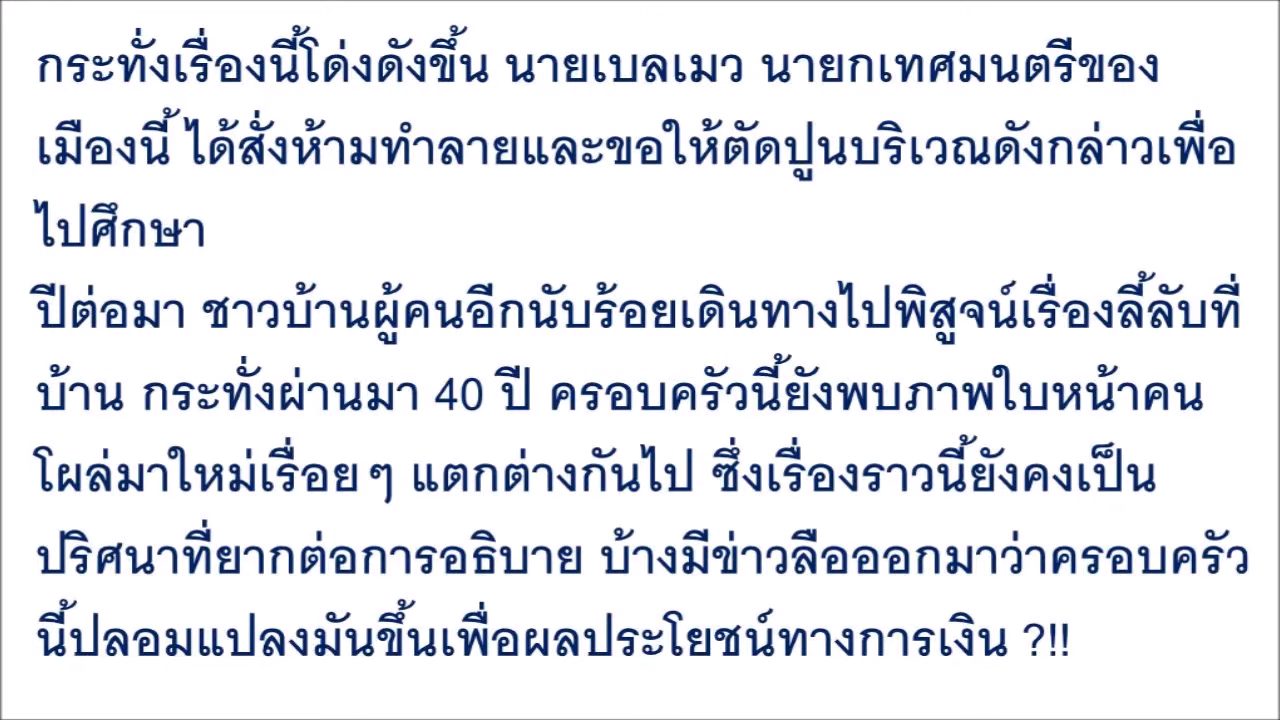 กระทั่งเรื่องนี้โด่งดังขึ้น นายเบลเมว นายกเทศมนตรีของ
เมืองนี้ ได้สั่งห้ามทำลายและขอให้ตัดปูนบริเวณดังกล่าวเพื่อ
ไปศึกษา
ปีต่อมา ชาวบ้านผู้คนอีกนับร้อยเดินทางไปพิสูจน์เรื่องลี้ลับที่
บ้าน กระทั่งผ่านมา 40 ปี ครอบครัวนี้ยังพบภาพใบหน้าคน
โผล่มาใหม่เรื่อยๆ แตกต่างกันไป ซึ่งเรื่องราวนี้ยังคงเป็น
ปริศนาที่ยากต่อการอธิบาย บ้างมีข่าวลือออกมาว่าครอบครัว
นี้ปลอมแปลงมันขึ้นเพื่อผลประโยชน์ทางการเงิน ?!!